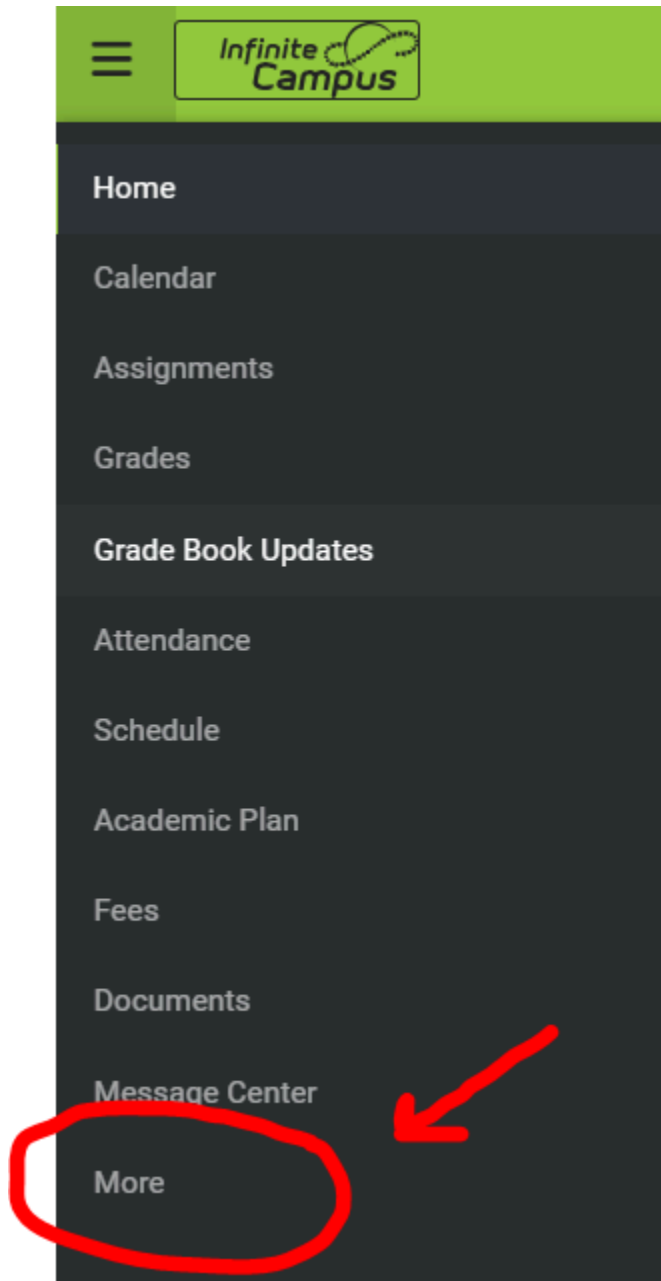 Infinite
Campus
Home
Calendar
Assignments
Grades
Grade Book Updates
Attendance
Schedule
Academic Plan
Fees
Documents
Message Center
More